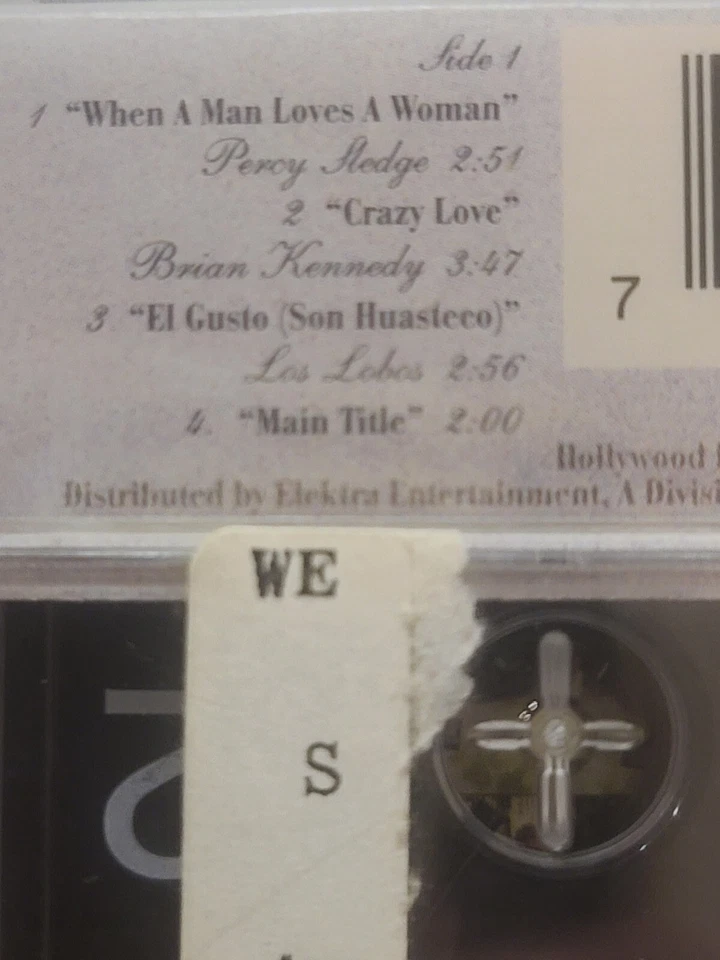 Side 1
1 “When A Man Loves A Woman”
Percy Sledge 2:51
2 “Crazy Love”
Brian Kennedy 3:47
3 “El Gusto (Son Huasteco)”
Los Lobos 2:56
4. “Main Title” 2:00
7
Hollywood
Distributed by Elektra Entertainment, A Divisi
WE
S